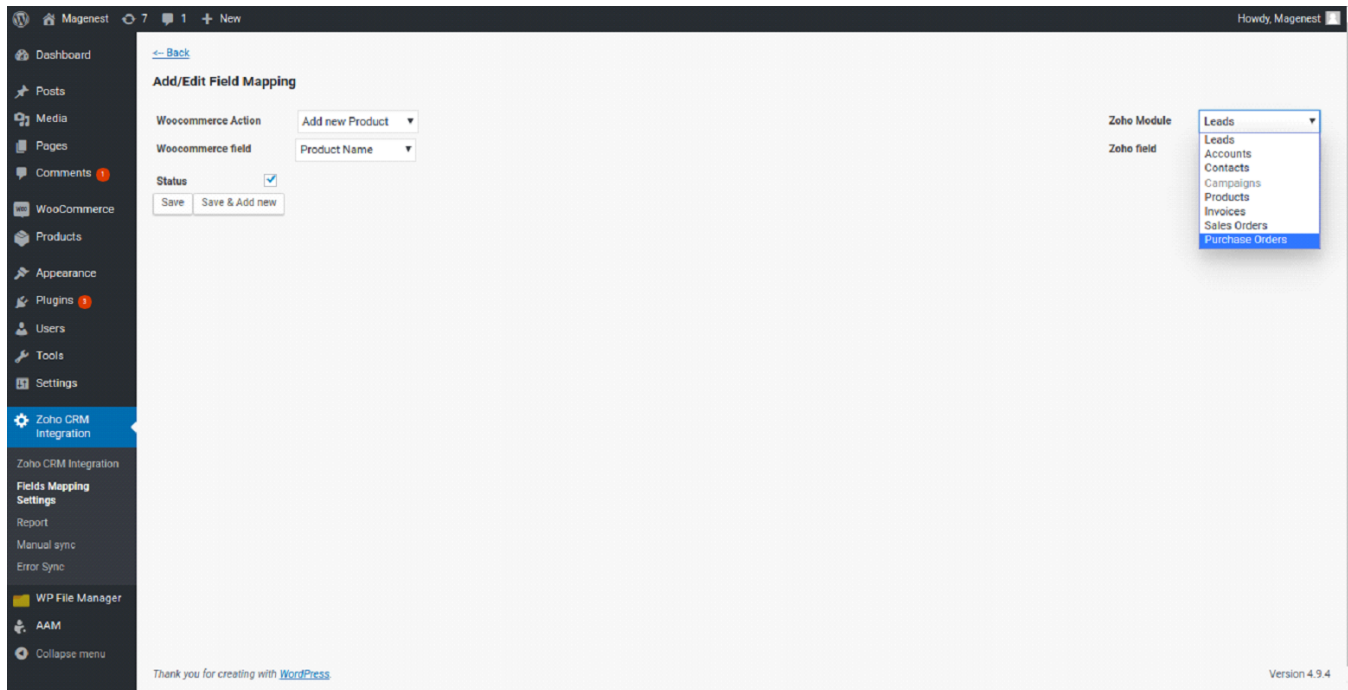 Magenest 7 1 + New Howdy, Magenest
Dashboard
Posts
Media
Pages
Comments 1
WooCommerce
Products
Appearance
Plugins
Users
Tools
Settings
Zoho CRM
Integration
Zoho CRM Integration
Fields Mapping
Settings
Report
Manual sync
Error Sync
WP File Manager
AAM
Collapse menu
<-- Back
Add/Edit Field Mapping
Woocommerce Action Add new Product
Woocommerce field Product Name
Status
Save Save & Add new
Zoho Module Leads
Zoho field
Leads
Accounts
Contacts
Campaigns
Products
Invoices
Sales Orders
Purchase Orders
Thank you for creating with WordPress.
Version 4.9.4